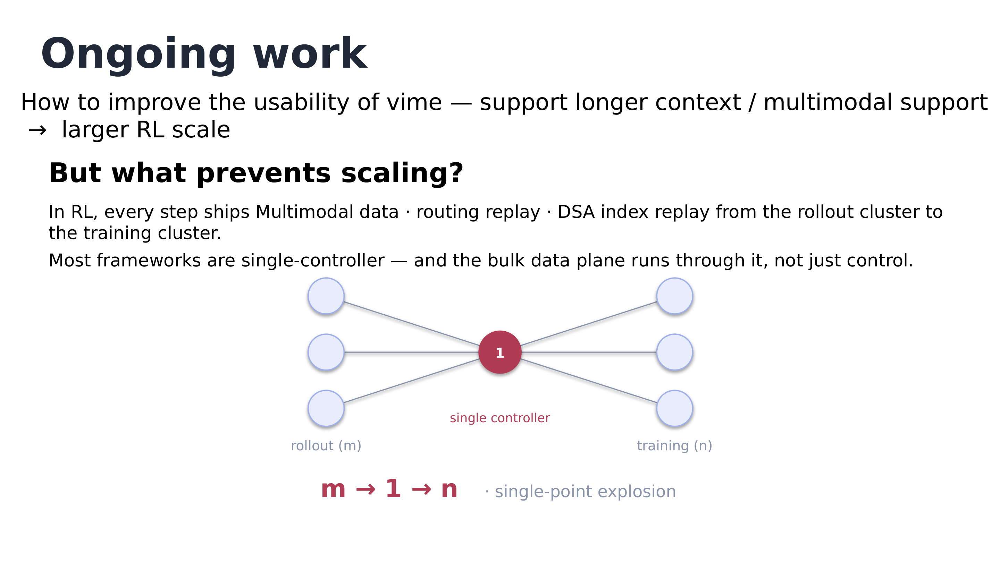 Ongoing work
How to improve the usability of vime — support longer context / multimodal support
→ larger RL scale
But what prevents scaling?
In RL, every step ships Multimodal data · routing replay · DSA index replay from the rollout cluster to
the training cluster.
Most frameworks are single-controller — and the bulk data plane runs through it, not just control.
1
single controller
rollout (m)
training (n)
m → 1 → n · single-point explosion